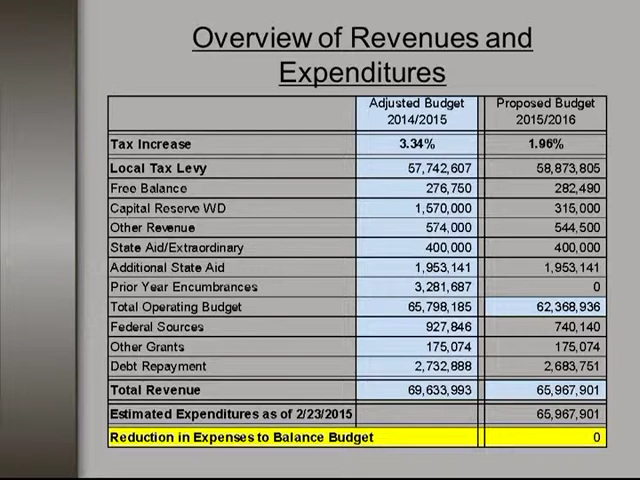 Overview of Revenues and
Expenditures
Adjusted Budget Proposed Budget
2014/2015 2015/2016
Tax Increase 3.34% 1.96%
Local Tax Levy 57,742,607 58,873,805
Free Balance 276,750 282,490
Capital Reserve WD 1,570,000 315,000
Other Revenue 574,000 544,500
State Aid/Extraordinary 400,000 400,000
Additional State Aid 1,953,141 1,953,141
Prior Year Encumbrances 3,281,687 0
Total Operating Budget 65,798,185 62,368,936
Federal Sources 927,846 740,140
Other Grants 175,074 175,074
Debt Repayment 2,732,888 2,683,751
Total Revenue 69,633,993 65,967,901
Estimated Expenditures as of 2/23/2015 65,967,901
Reduction in Expenses to Balance Budget 0